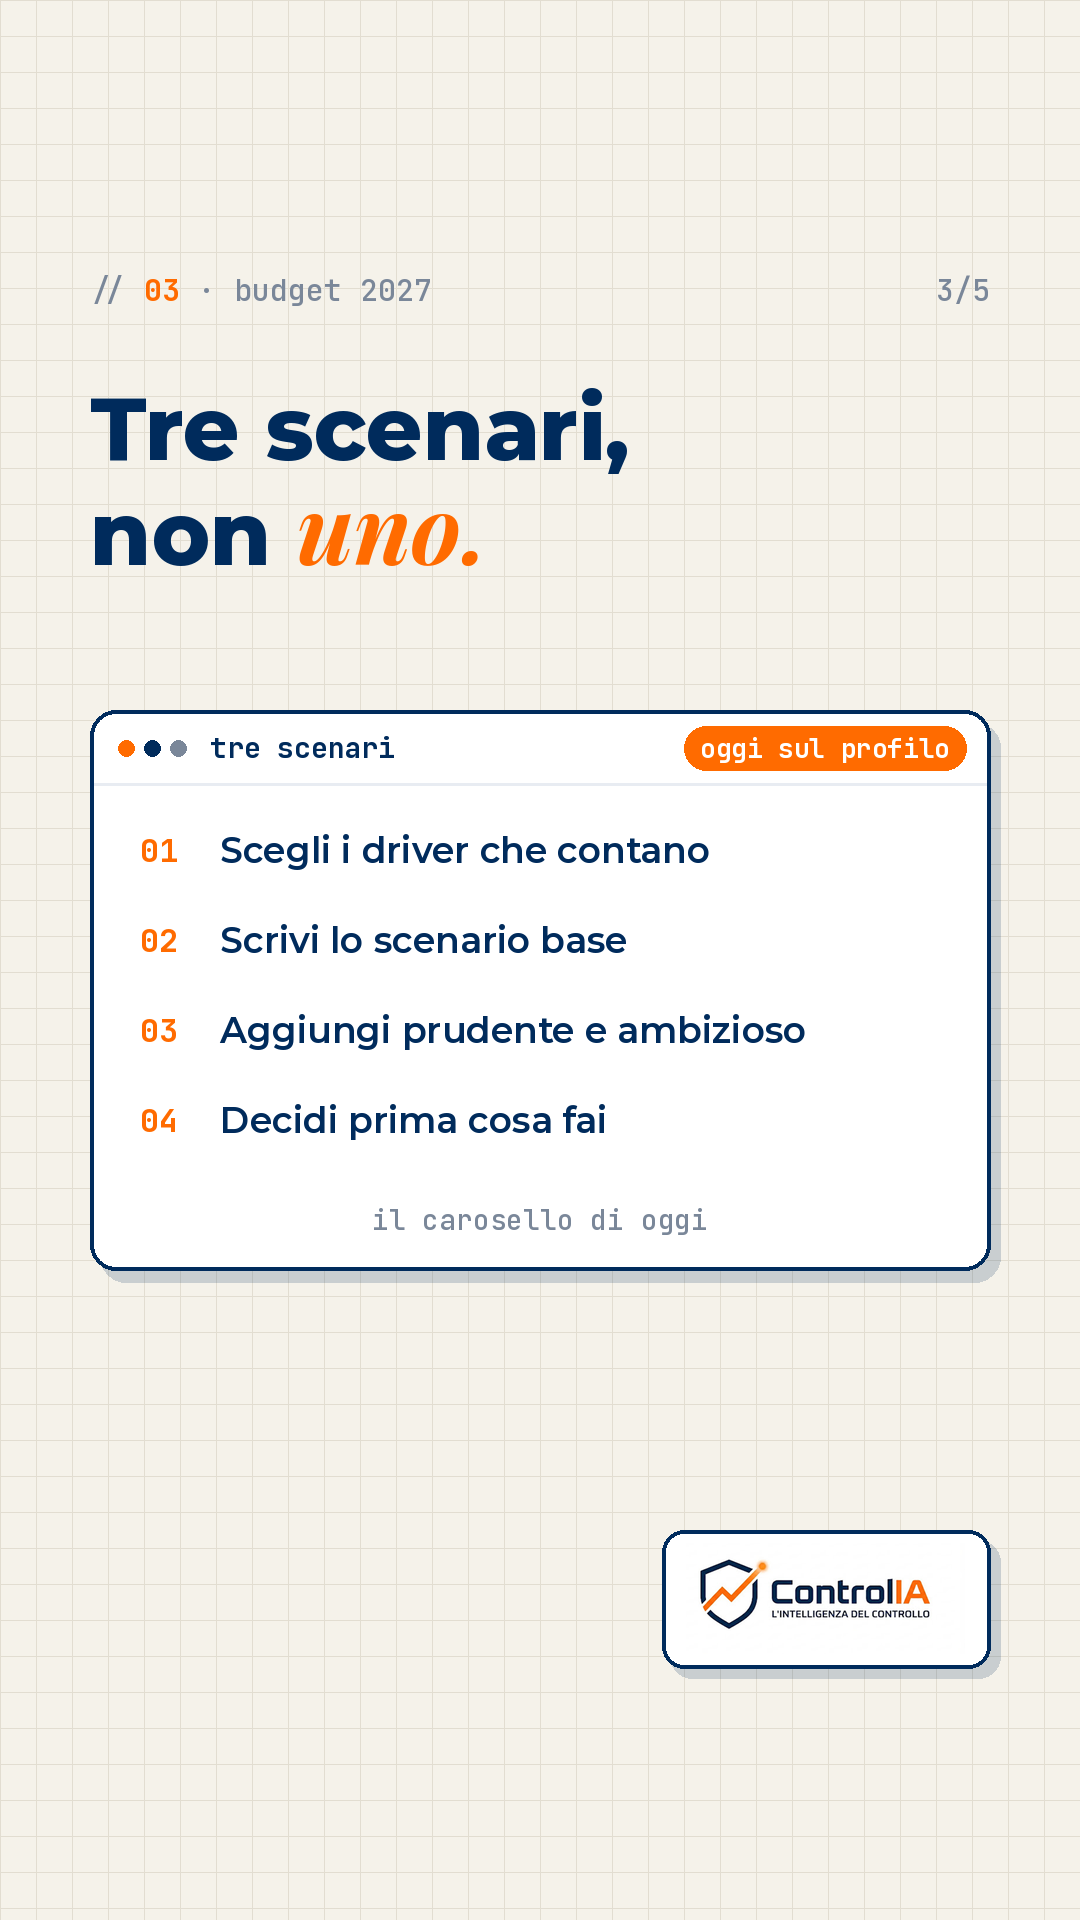 // 03 · budget 2027
3/5
Tre scenari,
non uno.
tre scenari
oggi sul profilo
01 Scegli i driver che contano
02 Scrivi lo scenario base
03 Aggiungi prudente e ambizioso
04 Decidi prima cosa fai
il carosello di oggi
ControlIA
L'INTELLIGENZA DEL CONTROLLO